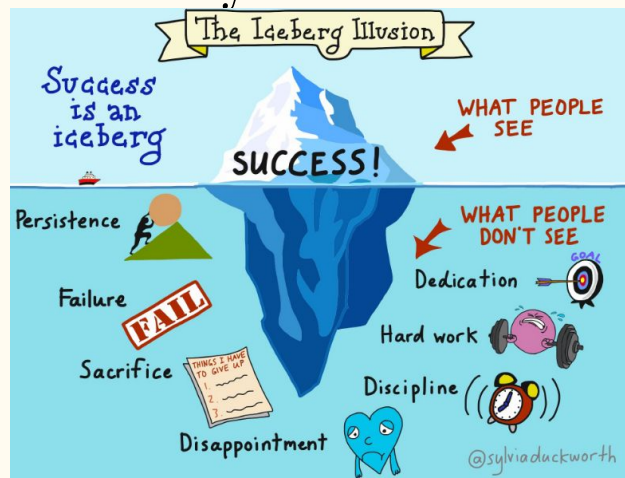 The Iceberg Illusion
Success
is an
iceberg
WHAT PEOPLE
SEE
SUCCESS!
Persistence
WHAT PEOPLE
DON'T SEE
GOAL
Dedication
Failure
FAIL
Hard work
Sacrifice
THINGS I HAVE
TO GIVE UP
1.
2.
3.
Discipline
Disappointment
@sylviaduckworth